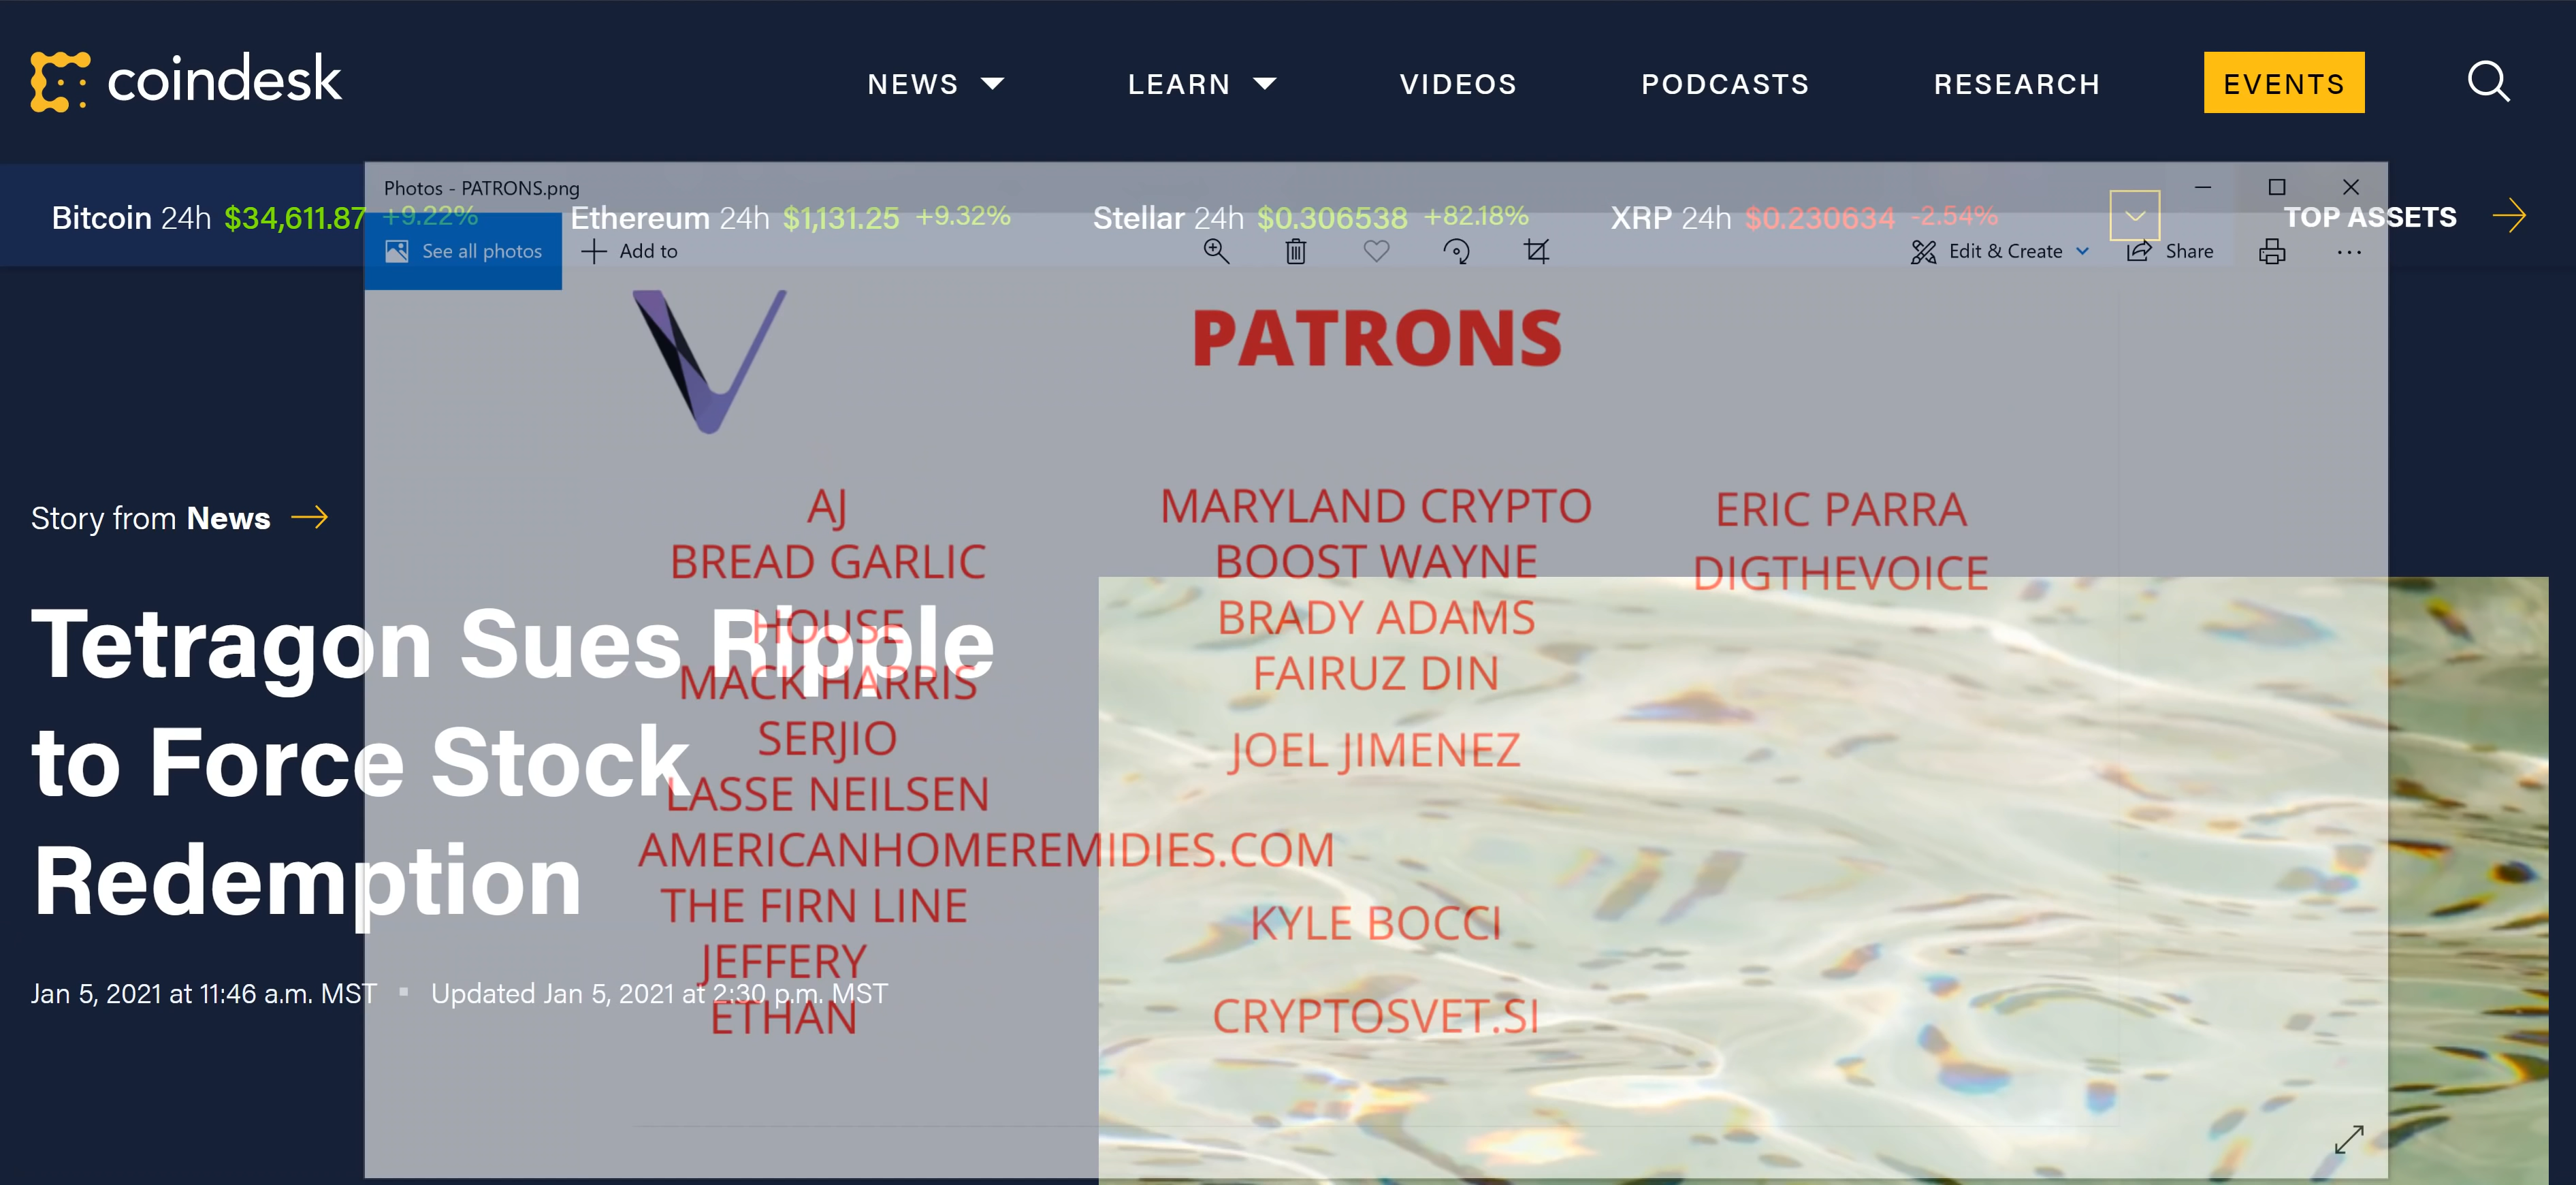 coindesk
NEWS
LEARN
VIDEOS
PODCASTS
RESEARCH
EVENTS
Photos - PATRONS.png
Bitcoin 24h $34,611.87 +9.22%
Ethereum 24h $1,131.25 +9.32%
Stellar 24h $0.306538 +82.18%
XRP 24h $0.230634 -2.54%
TOP ASSETS
See all photos
Add to
Edit & Create
Share
PATRONS
Story from News
Tetragon Sues Ripple
to Force Stock
Redemption
Jan 5, 2021 at 11:46 a.m. MST
Updated Jan 5, 2021 at 2:30 p.m. MST
AJ
BREAD GARLIC
HOUSE
MACK HARRIS
SERJIO
LASSE NEILSEN
AMERICANHOMEREMIDIES.COM
THE FIRN LINE
JEFFERY
ETHAN
MARYLAND CRYPTO
BOOST WAYNE
BRADY ADAMS
FAIRUZ DIN
JOEL JIMENEZ
KYLE BOCCI
CRYPTOSVET.SI
ERIC PARRA
DIGTHEVOICE